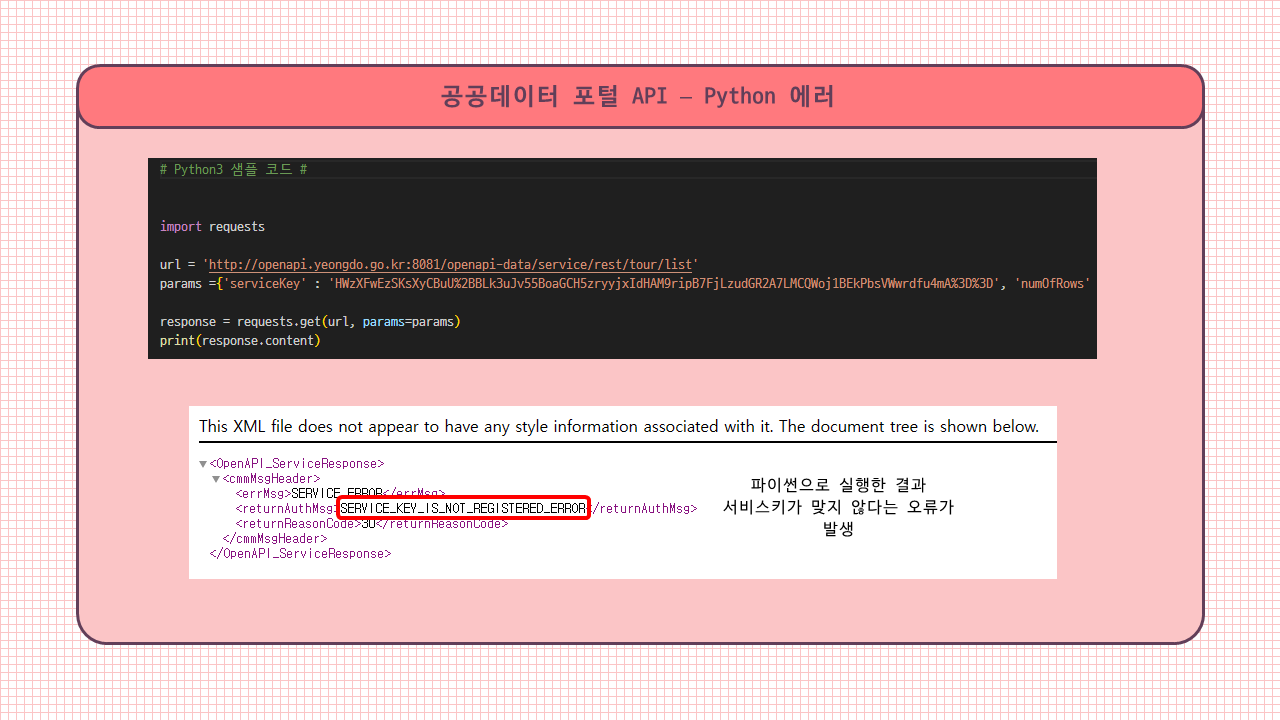 공공데이터 포털 API – Python 에러
# Python3 샘플 코드 #
import requests
url = 'http://openapi.yeongdo.go.kr:8081/openapi-data/service/rest/tour/list'
params ={'serviceKey' : 'HWzXFwEzSKsXyCBuU%2BBLk3uJv55BoaGCH5zryyjxIdHAM9ripB7FjLzudGR2A7LMCQWoj1BEkPbsVWwrdfu4mA%3D%3D', 'numOfRows'
response = requests.get(url, params=params)
print(response.content)
This XML file does not appear to have any style information associated with it. The document tree is shown below.
▼<OpenAPI_ServiceResponse>
▼<cmmMsgHeader>
<errMsg>SERVICE ERROR</errMsg>
<returnAuthMsg>SERVICE_KEY_IS_NOT_REGISTERED_ERROR</returnAuthMsg>
<returnReasonCode>30</returnReasonCode>
</cmmMsgHeader>
</OpenAPI_ServiceResponse>
파이썬으로 실행한 결과
서비스키가 맞지 않다는 오류가
발생